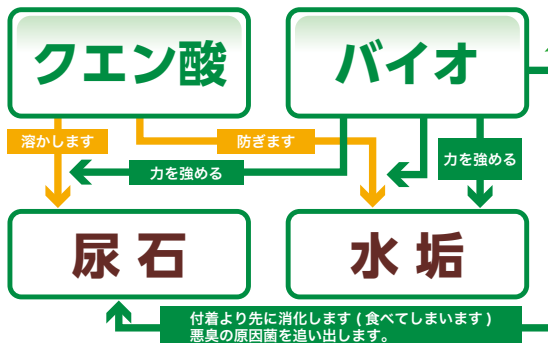 クエン酸
バイオ
溶かします
防ぎます
力を強める
力を強める
尿石
水垢
付着より先に消化します(食べてしまいます)
悪臭の原因菌を追い出します。